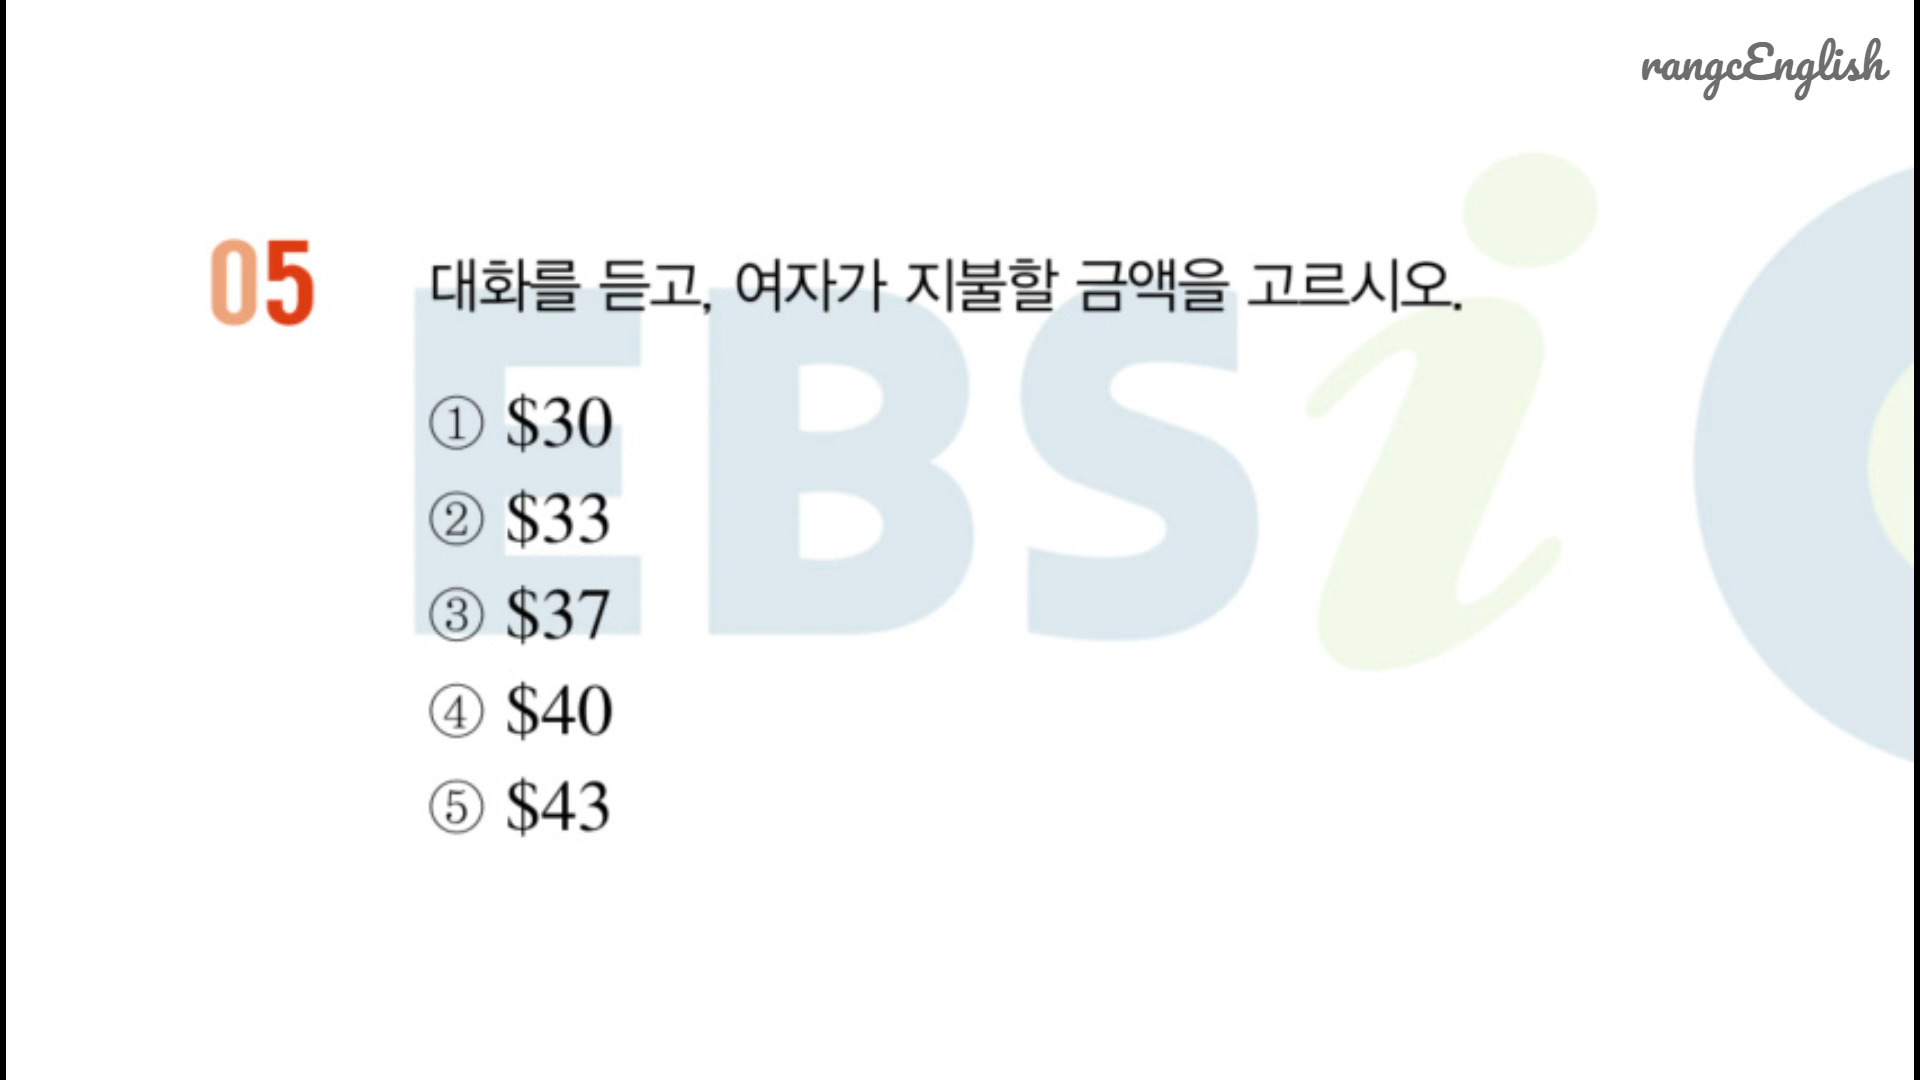 rangcEnglish
05 대화를 듣고, 여자가 지불할 금액을 고르시오.
① $30
② $33
③ $37
④ $40
⑤ $43
EBSi